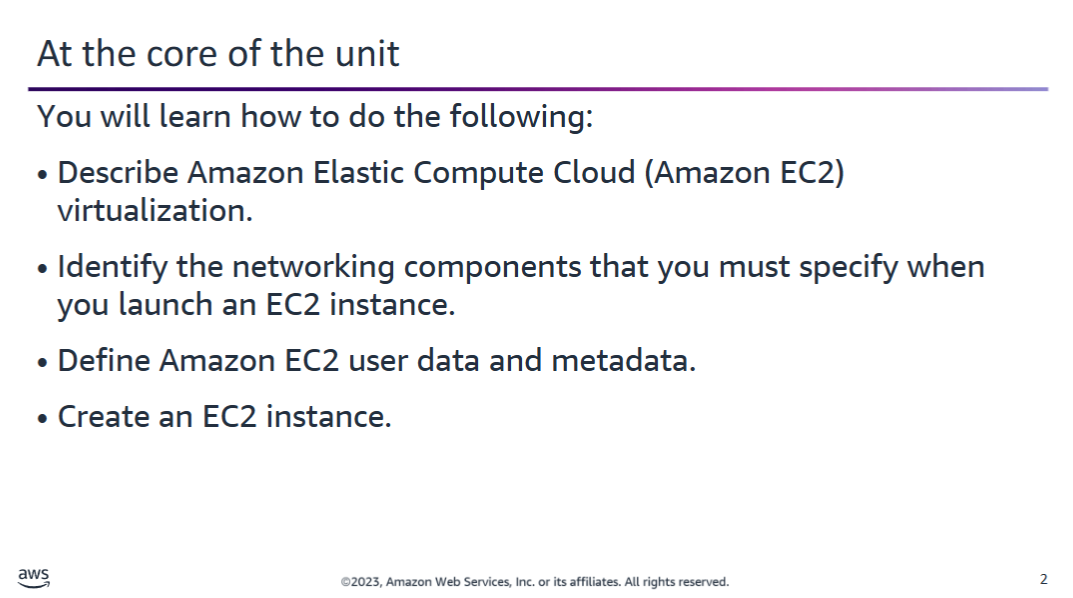 At the core of the unit
You will learn how to do the following:
• Describe Amazon Elastic Compute Cloud (Amazon EC2)
virtualization.
• Identify the networking components that you must specify when
you launch an EC2 instance.
• Define Amazon EC2 user data and metadata.
• Create an EC2 instance.
aws
©2023, Amazon Web Services, Inc. or its affiliates. All rights reserved.
2